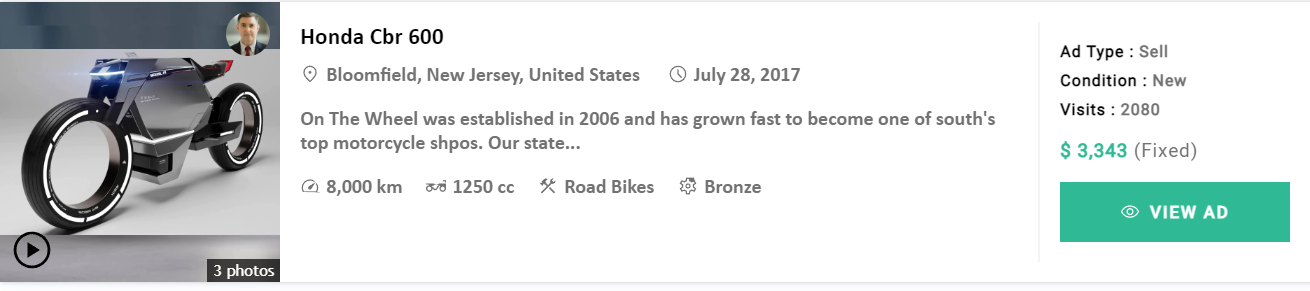 Honda Cbr 600
Bloomfield, New Jersey, United States July 28, 2017
On The Wheel was established in 2006 and has grown fast to become one of south's
top motorcycle shpos. Our state...
8,000 km 1250 cc Road Bikes Bronze
3 photos
Ad Type : Sell
Condition : New
Visits : 2080
$ 3,343 (Fixed)
VIEW AD